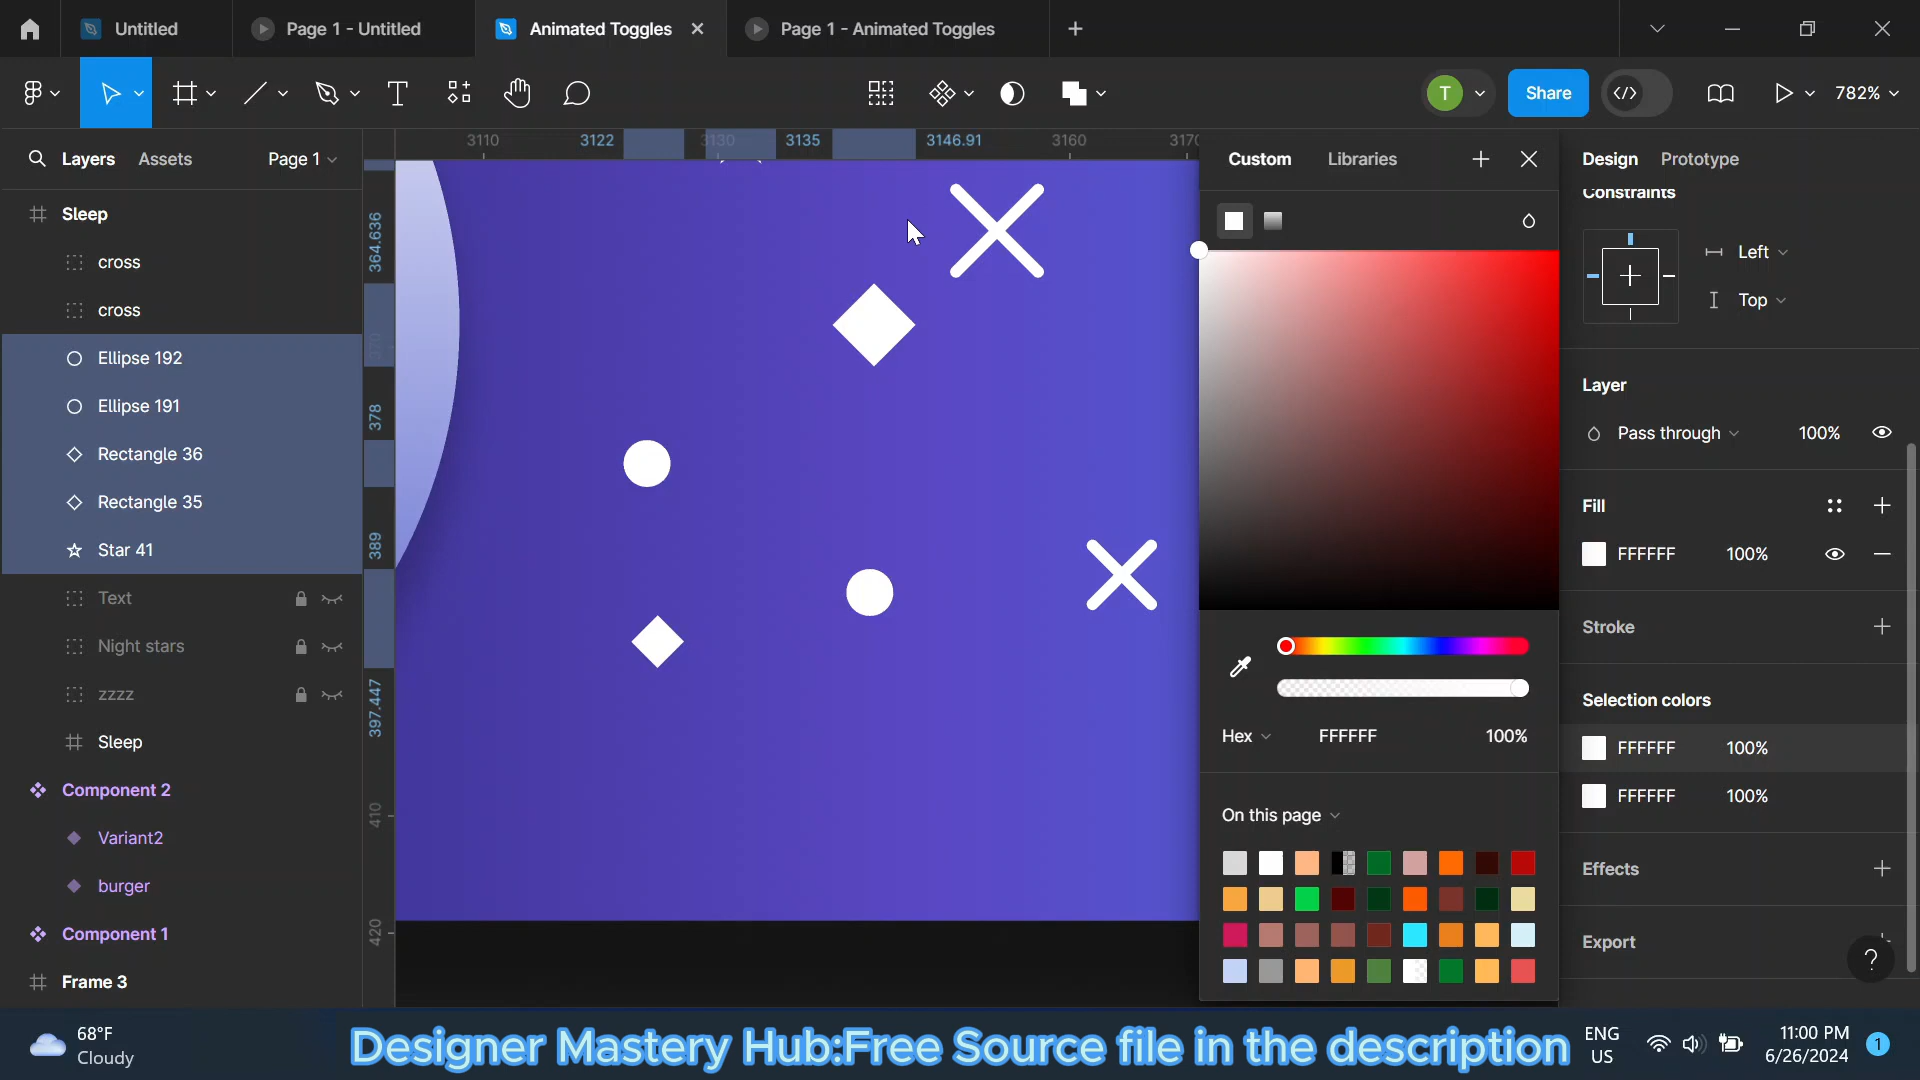 Untitled
Page 1 - Untitled
Animated Toggles
Page 1 - Animated Toggles
T
Share
782%
Layers
Assets
Page 1
3110
3122
3130
3135
3146.91
3160
3170
Custom
Libraries
Design
Prototype
Constraints
Sleep
cross
cross
Ellipse 192
Ellipse 191
Rectangle 36
Rectangle 35
Star 41
Text
Night stars
zzzz
Sleep
Component 2
Variant2
burger
Component 1
Frame 3
364.636
370
378
389
397.447
410
420
Left
Top
Layer
Pass through
100%
Fill
FFFFFF
100%
Stroke
Selection colors
FFFFFF
100%
FFFFFF
100%
Effects
Export
?
Hex
FFFFFF
100%
On this page
68°F
Cloudy
Designer Mastery Hub:Free Source file in the description
ENG
US
11:00 PM
6/26/2024
1